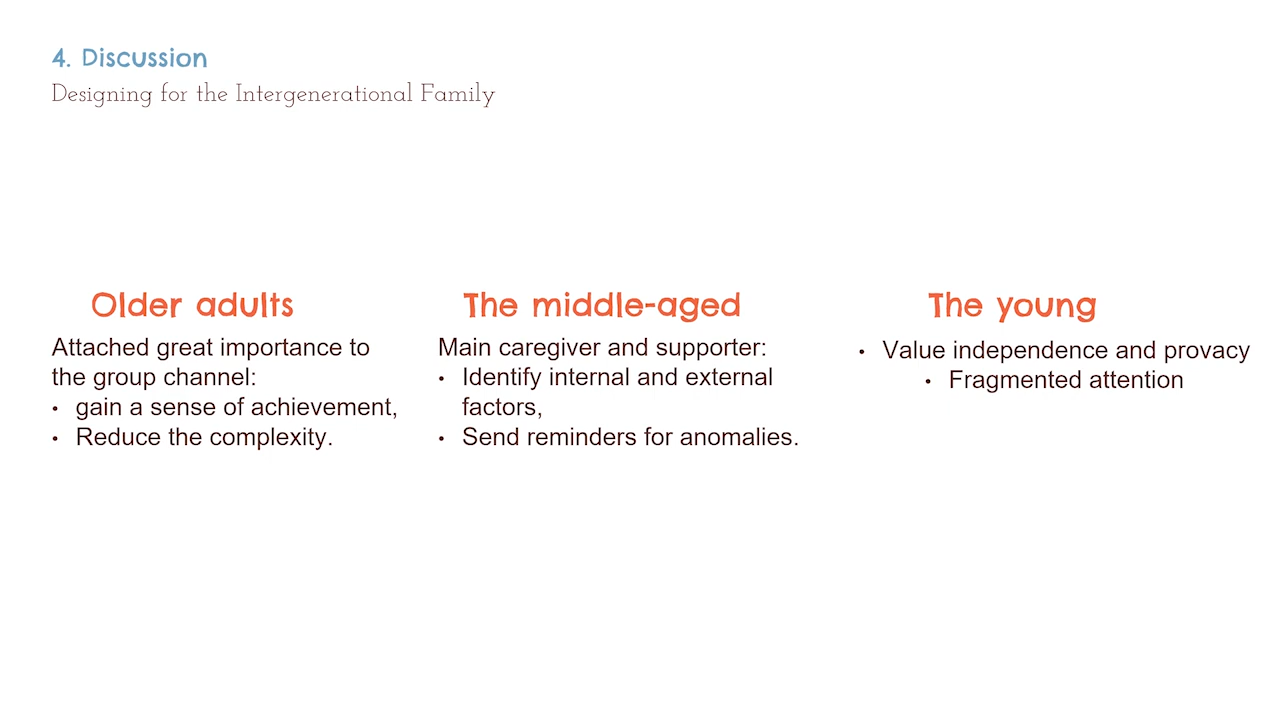 4. Discussion
Designing for the Intergenerational Family
Older adults
Attached great importance to
the group channel:
• gain a sense of achievement,
• Reduce the complexity.
The middle-aged
Main caregiver and supporter:
• Identify internal and external
factors,
• Send reminders for anomalies.
The young
• Value independence and provacy
• Fragmented attention